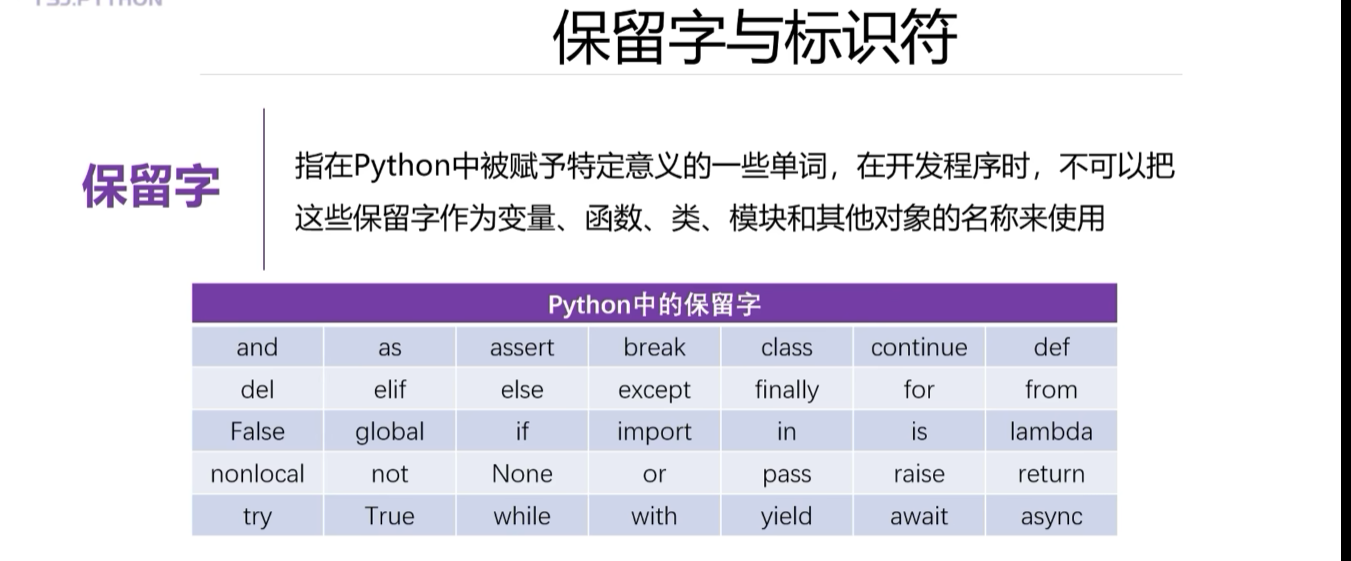 保留字与标识符
保留字
指在Python中被赋予特定意义的一些单词，在开发程序时，不可以把
这些保留字作为变量、函数、类、模块和其他对象的名称来使用
Python中的保留字
and as assert break class continue def
del elif else except finally for from
False global if import in is lambda
nonlocal not None or pass raise return
try True while with yield await async